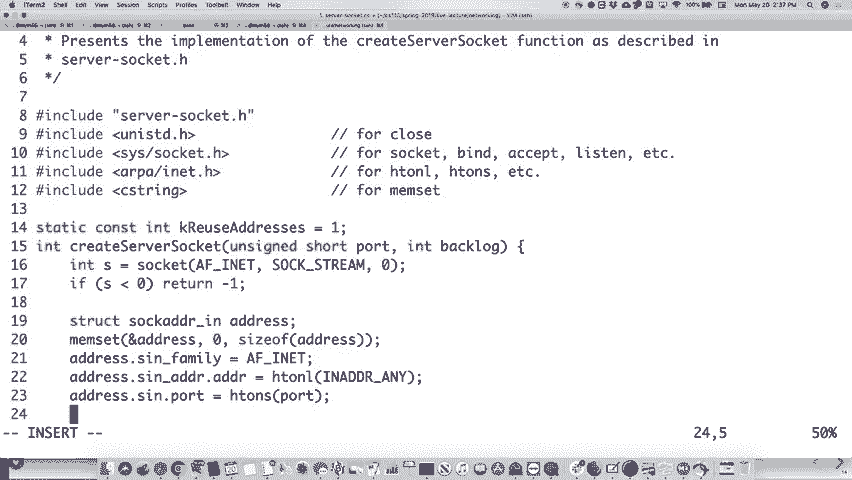 iTerm2 Shell Edit View Session Scripts Profiles Toolbelt Window Help 100% Mon May 20 2:37 PM
4 * Presents the implementation of the createServerSocket function as described in
5 * server-socket.h
6 */
7
8 #include "server-socket.h"
9 #include <unistd.h> // for close
10 #include <sys/socket.h> // for socket, bind, accept, listen, etc.
11 #include <arpa/inet.h> // for htonl, htons, etc.
12 #include <cstring> // for memset
13
14 static const int kReuseAddresses = 1;
15 int createServerSocket(unsigned short port, int backlog) {
16 int s = socket(AF_INET, SOCK_STREAM, 0);
17 if (s < 0) return -1;
18
19 struct sockaddr_in address;
20 memset(&address, 0, sizeof(address));
21 address.sin_family = AF_INET;
22 address.sin_addr.addr = htonl(INADDR_ANY);
23 address.sin.port = htons(port);
24
-- INSERT -- 24,5 50%